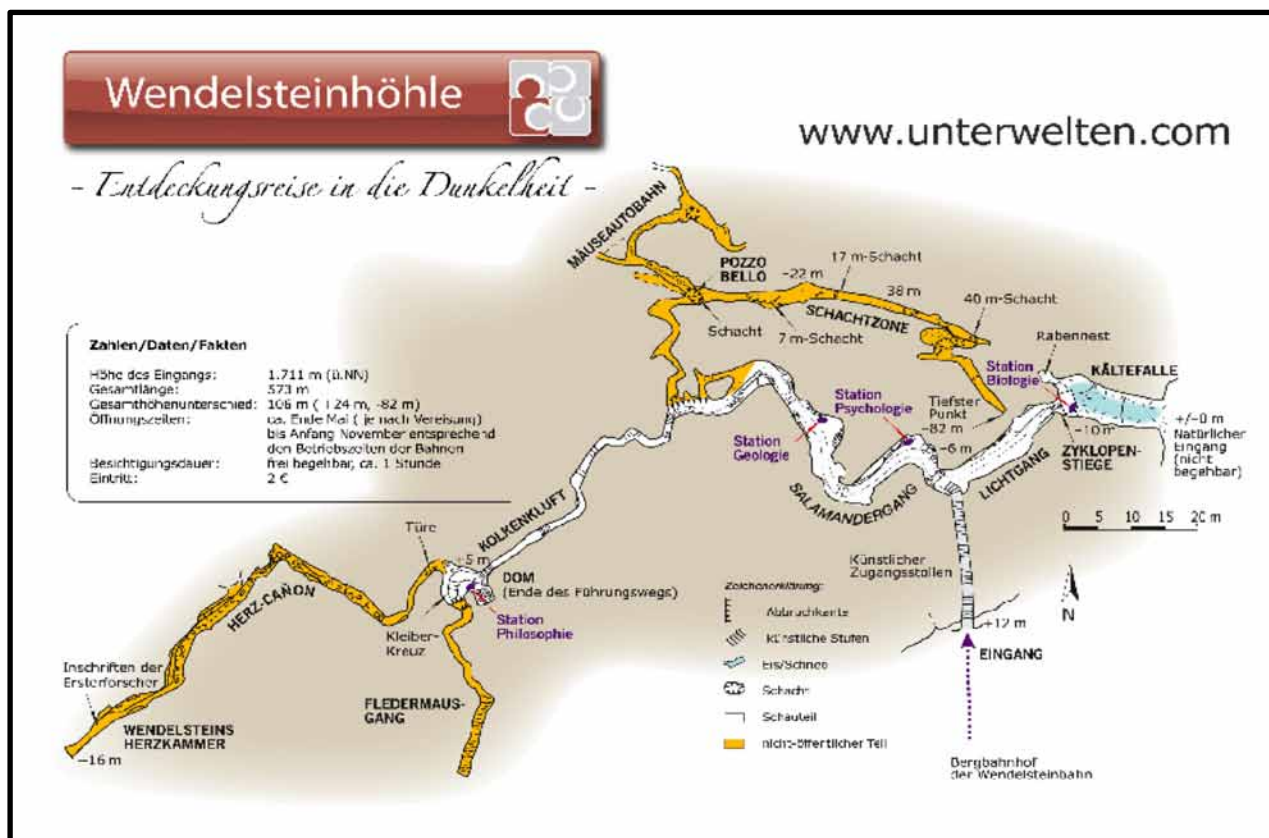 Wendelsteinhöhle
www.unterwelten.com
- Entdeckungsreise in die Dunkelheit -
MÄUSEAUTOBAHN
POZZO
BELLO
-22 m
17 m-Schacht
38 m
40 m-Schacht
SCHACHTZONE
Schacht
7 m-Schacht
Rabennest
Station
Biologie
KÄLTEFALLE
+/-0 m
Natürlicher
Eingang
(nicht
begehbar)
-10 m
ZYKLOPEN-
STIEGE
Tiefster
Punkt
-82 m
-6 m
LICHTGANG
Station
Psychologie
Station
Geologie
SALAMANDERGANG
0 5 10 15 20 m
Zahlen/Daten/Fakten
Höhe des Eingangs: 1.711 m (ü.NN)
Gesamtlänge: 573 m
Gesamthöhenunterschied: 106 m (+24 m, -82 m)
Öffnungszeiten: ca. Ende Mai (je nach Vereisung)
bis Anfang November entsprechend
den Betriebszeiten der Bahnen
Besichtigungsdauer: frei begehbar, ca. 1 Stunde
Eintritt: 2 €
KOLKENKLUFT
Türe
+5 m
DOM
(Ende des Führungswegs)
Station
Philosophie
Kleiber-
Kreuz
HERZ-CAÑON
Inschriften der
Ersterforscher
WENDELSTEINS
HERZKAMMER
-16 m
FLEDERMAUS-
GANG
Künstlicher
Zugangsstollen
N
+12 m
EINGANG
Bergbahnhof
der Wendelsteinbahn
Zeichenerklärung:
Abbruchkante
künstliche Stufen
Eis/Schnee
Schacht
Schauteil
nicht-öffentlicher Teil